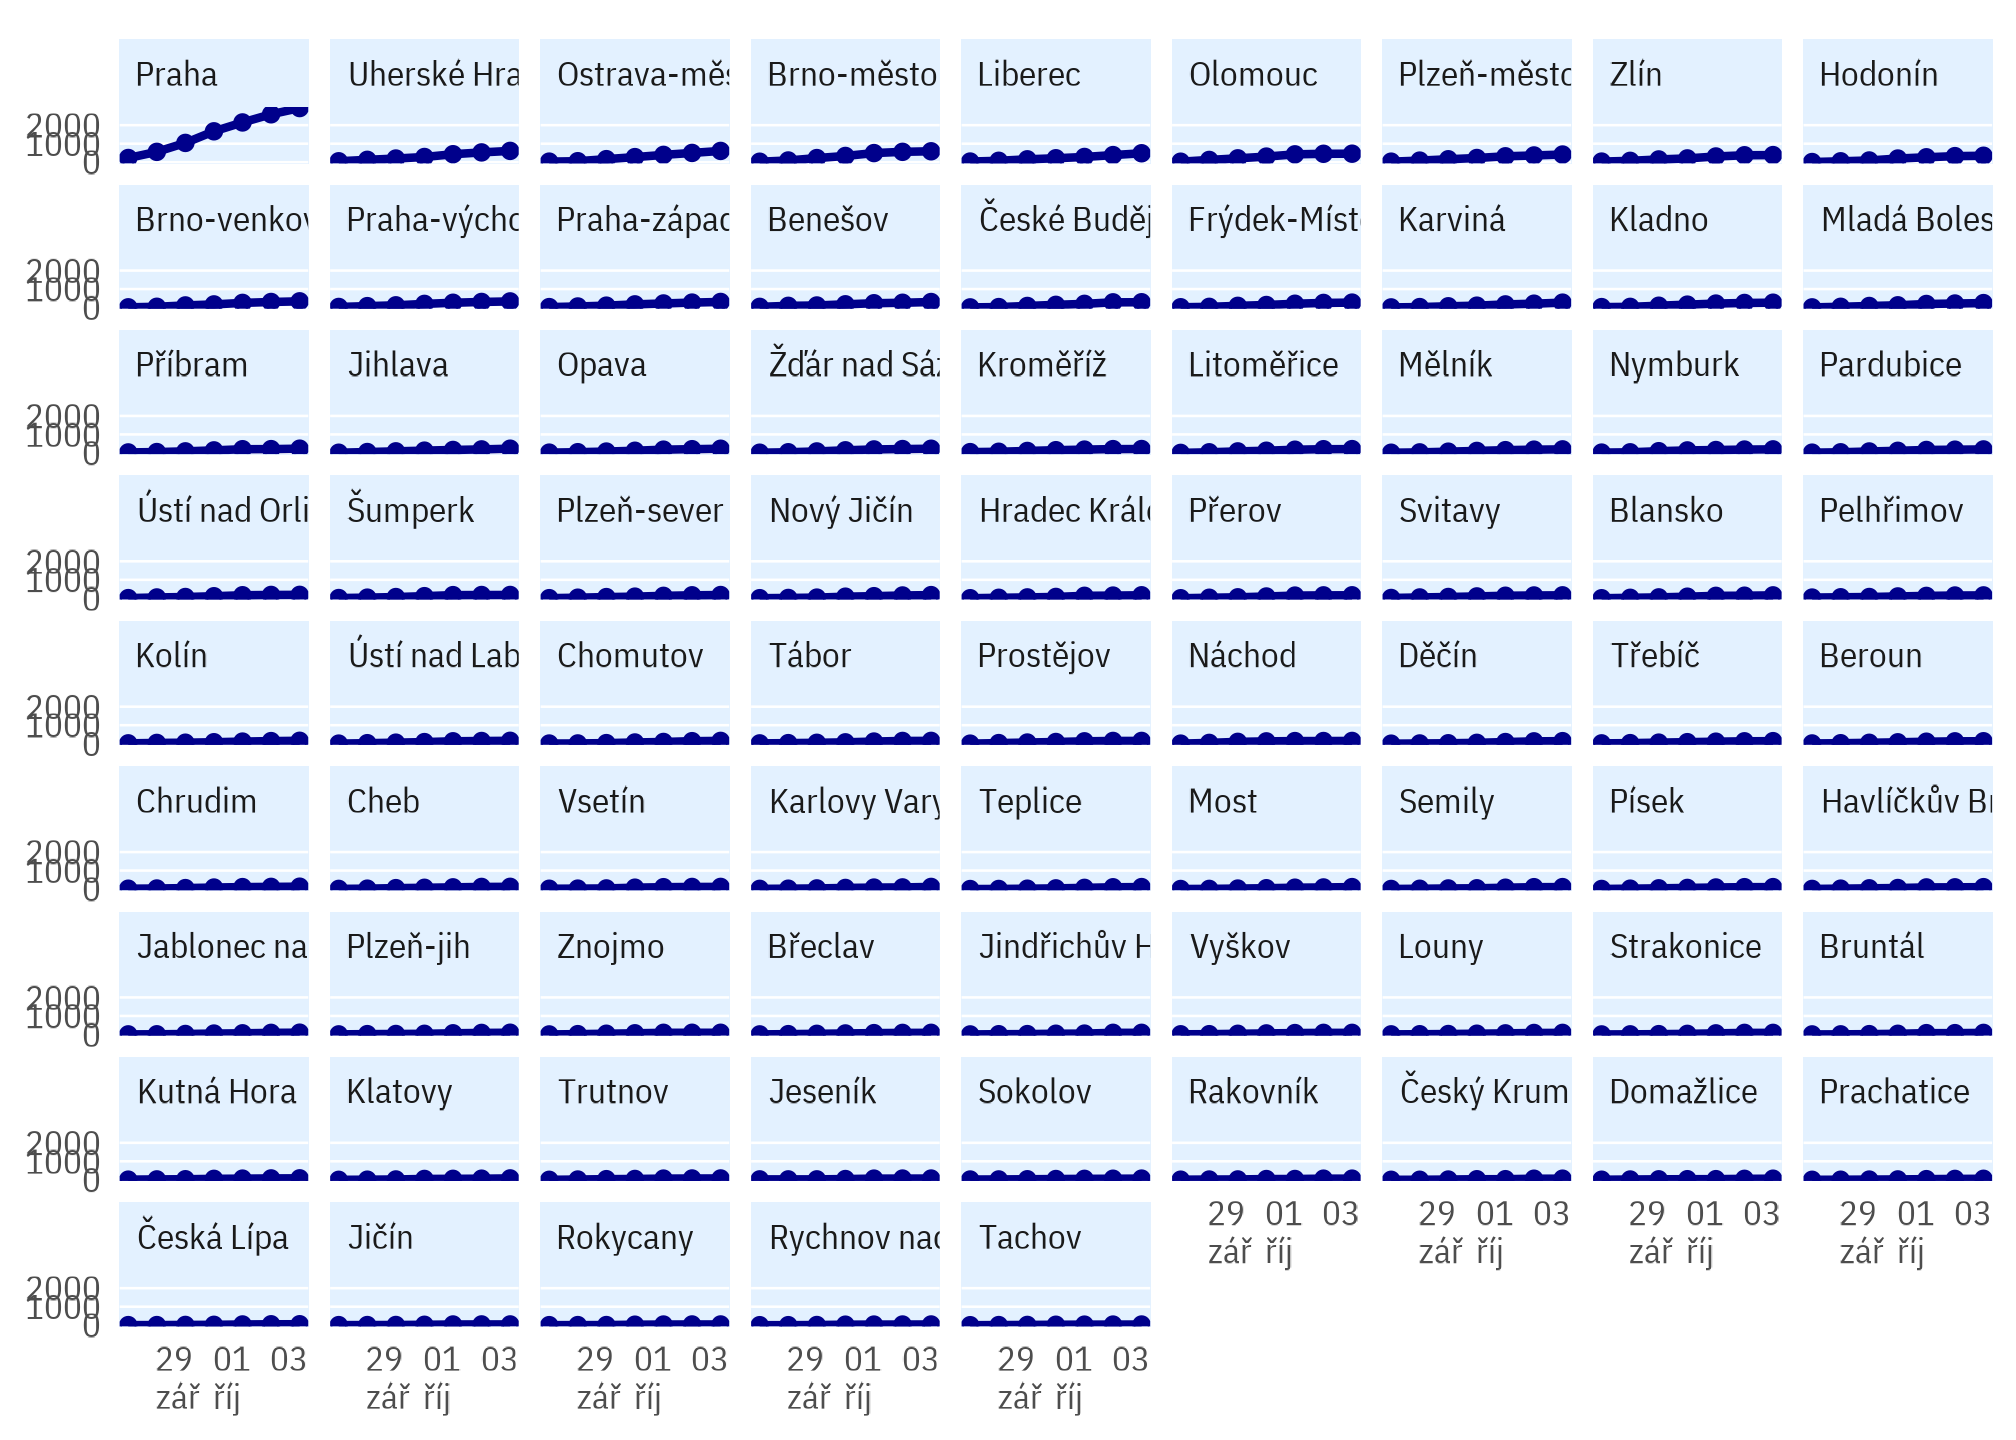 Praha Uherské Hra Ostrava-měs Brno-město Liberec Olomouc Plzeň-město Zlín Hodonín
2000
1000
0
Brno-venkov Praha-výcho Praha-západ Benešov České Buděj Frýdek-Míste Karviná Kladno Mladá Boles
2000
1000
0
Příbram Jihlava Opava Žďár nad Sáz Kroměříž Litoměřice Mělník Nymburk Pardubice
2000
1000
0
Ústí nad Orli Šumperk Plzeň-sever Nový Jičín Hradec Králo Přerov Svitavy Blansko Pelhřimov
2000
1000
0
Kolín Ústí nad Lab Chomutov Tábor Prostějov Náchod Děčín Třebíč Beroun
2000
1000
0
Chrudim Cheb Vsetín Karlovy Vary Teplice Most Semily Písek Havlíčkův Br
2000
1000
0
Jablonec na Plzeň-jih Znojmo Břeclav Jindřichův H Vyškov Louny Strakonice Bruntál
2000
1000
0
Kutná Hora Klatovy Trutnov Jeseník Sokolov Rakovník Český Krum Domažlice Prachatice
2000
1000
0
29 01 03 29 01 03 29 01 03 29 01 03
zář říj zář říj zář říj zář říj
Česká Lípa Jičín Rokycany Rychnov nad Tachov
2000
1000
0
29 01 03 29 01 03 29 01 03 29 01 03 29 01 03
zář říj zář říj zář říj zář říj zář říj